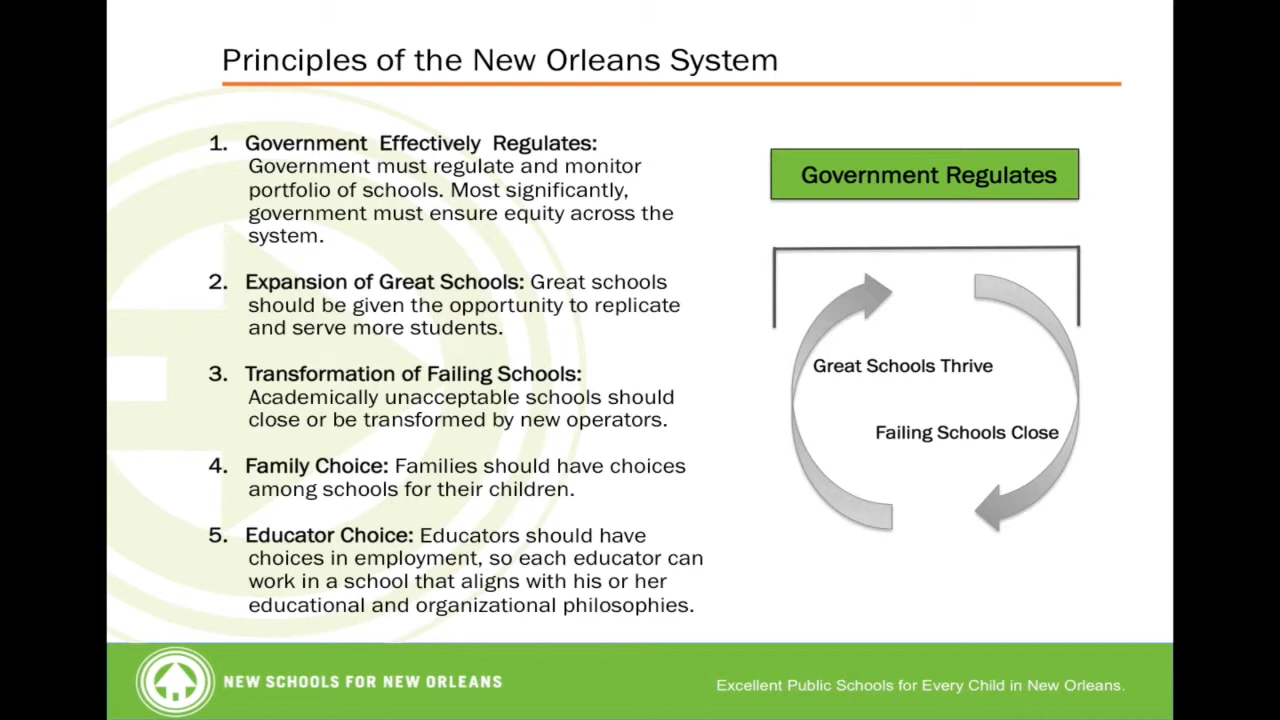 Principles of the New Orleans System
1. Government Effectively Regulates:
Government must regulate and monitor
portfolio of schools. Most significantly,
government must ensure equity across the
system.
2. Expansion of Great Schools: Great schools
should be given the opportunity to replicate
and serve more students.
3. Transformation of Failing Schools:
Academically unacceptable schools should
close or be transformed by new operators.
4. Family Choice: Families should have choices
among schools for their children.
5. Educator Choice: Educators should have
choices in employment, so each educator can
work in a school that aligns with his or her
educational and organizational philosophies.
Government Regulates
Great Schools Thrive
Failing Schools Close
NEW SCHOOLS FOR NEW ORLEANS
Excellent Public Schools for Every Child in New Orleans.